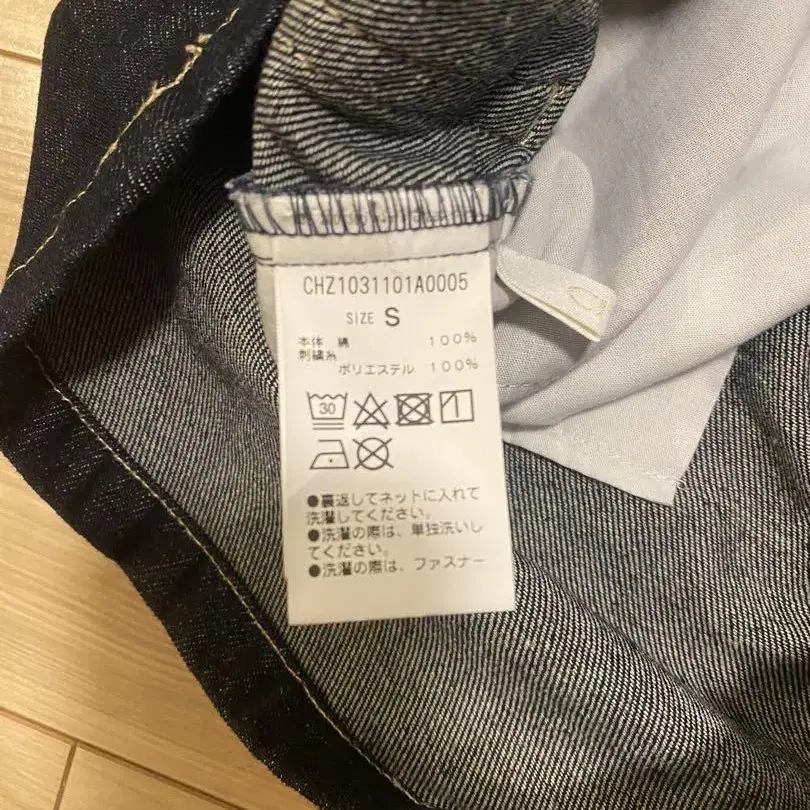 CHZ1031101A0005
SIZE S
本体 綿 100%
刺繍糸
ポリエステル 100%
30
●裏返してネットに入れて
洗濯してください。
●洗濯の際は、単独洗いし
てください。
●洗濯の際は、ファスナー